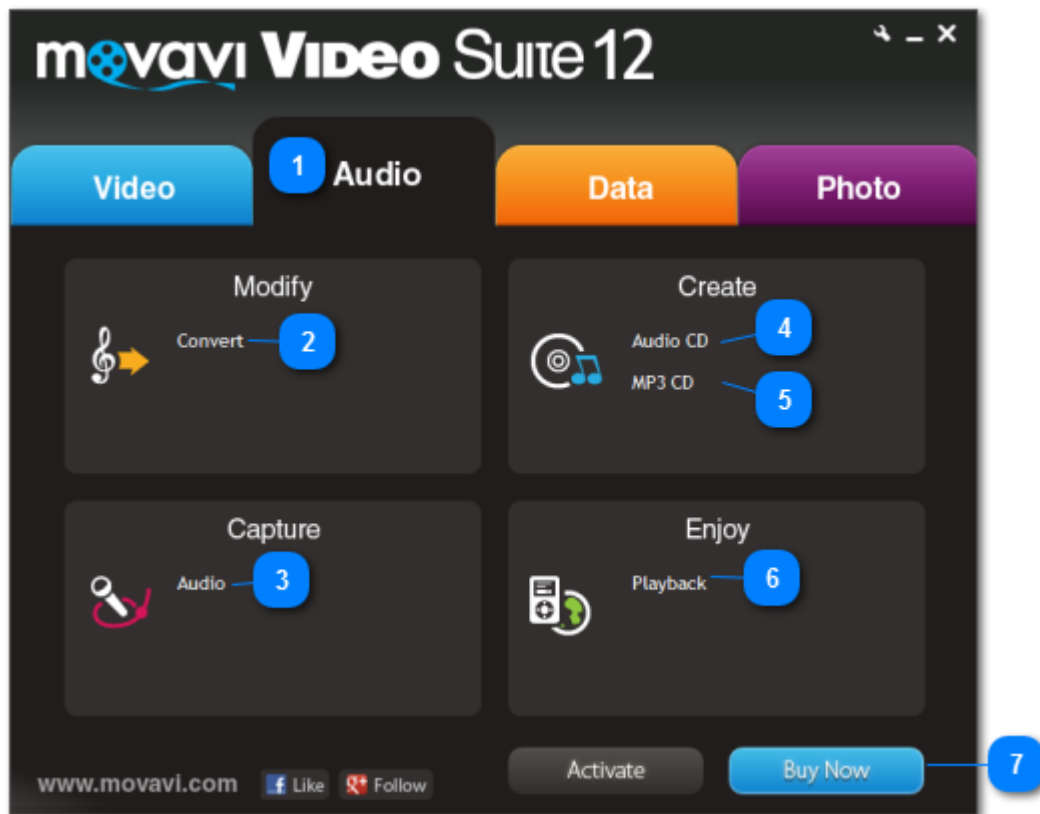 movavi VIDEO SUITE 12
Video
1
Audio
Data
Photo
Modify
Convert
2
Create
Audio CD
4
MP3 CD
5
Capture
Audio
3
Enjoy
Playback
6
www.movavi.com
f Like
g+ Follow
Activate
Buy Now
7